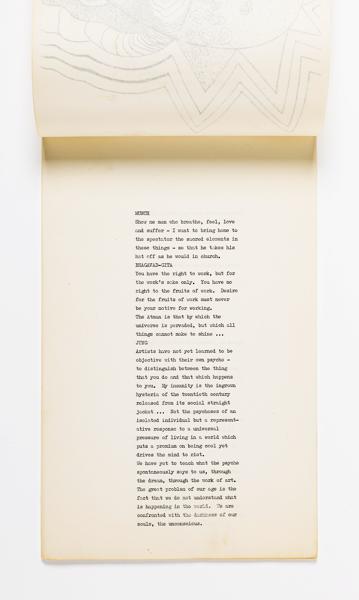 MUNCH
Show me men who breathe, feel, love
and suffer - I want to bring home to
the spectator the sacred elements in
these things - so that he takes his
hat off as he would in church.
BHAGAVAD-GITA
You have the right to work, but for
the work's sake only. You have no
right to the fruits of work. Desire
for the fruits of work must never
be your motive for working.
The Atman is that by which the
universe is pervaded, but which all
things cannot make to shine ...
JUNG
Artists have not yet learned to be
objective with their own psyche -
to distinguish between the thing
that you do and that which happens
to you. My insanity is the ingrown
hysteria of the twentieth century
released from its social straight
jacket ... Not the psychoses of an
isolated individual but a represent-
ative response to a universal
pressure of living in a world which
puts a premium on being cool yet
drives the mind to riot.
We have yet to teach what the psyche
spontaneously says to us, through
the dream, through the work of art.
The great problem of our age is the
fact that we do not understand what
is happening in the world. We are
confronted with the darkness of our
souls, the unconscious.